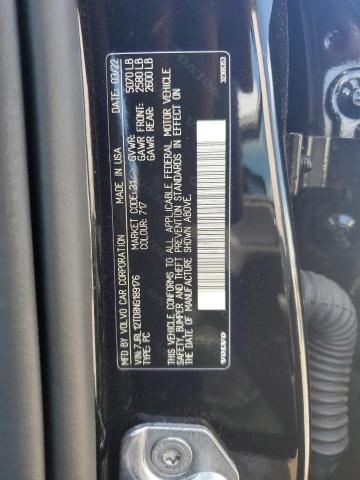 MFD BY: VOLVO CAR CORPORATION MADE IN USA DATE: 03/22
VIN: 7JRL12TD8NG189176 MARKET CODE: 31 GVWR: 5070 LB
TYPE: PC COLOUR: 717 GAWR FRONT: 2580 LB
GAWR REAR: 2600 LB
THIS VEHICLE CONFORMS TO ALL APPLICABLE FEDERAL MOTOR VEHICLE
SAFETY, BUMPER AND THEFT PREVENTION STANDARDS IN EFFECT ON
THE DATE OF MANUFACTURE SHOWN ABOVE.
VOLVO